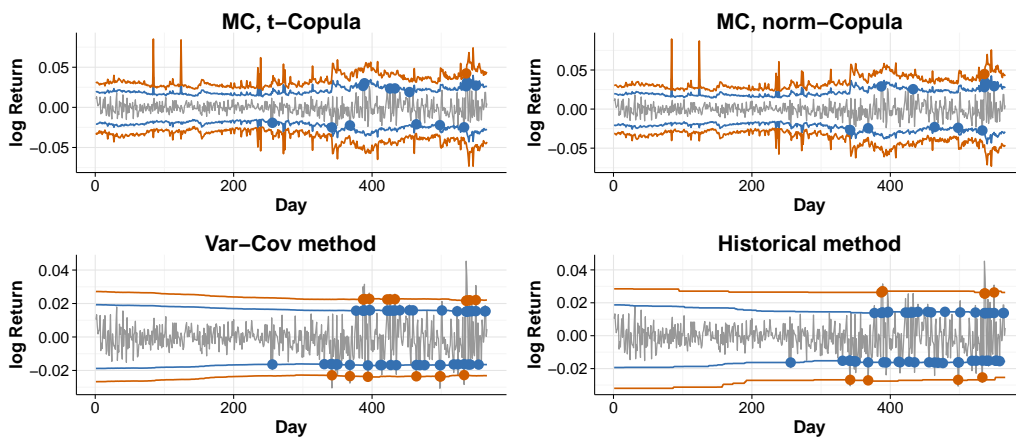 MC, t−Copula
log Return
0.05
0.00
−0.05
0
200
400
Day
MC, norm−Copula
log Return
0.05
0.00
−0.05
0
200
400
Day
Var−Cov method
log Return
0.04
0.02
0.00
−0.02
0
200
400
Day
Historical method
log Return
0.04
0.02
0.00
−0.02
0
200
400
Day